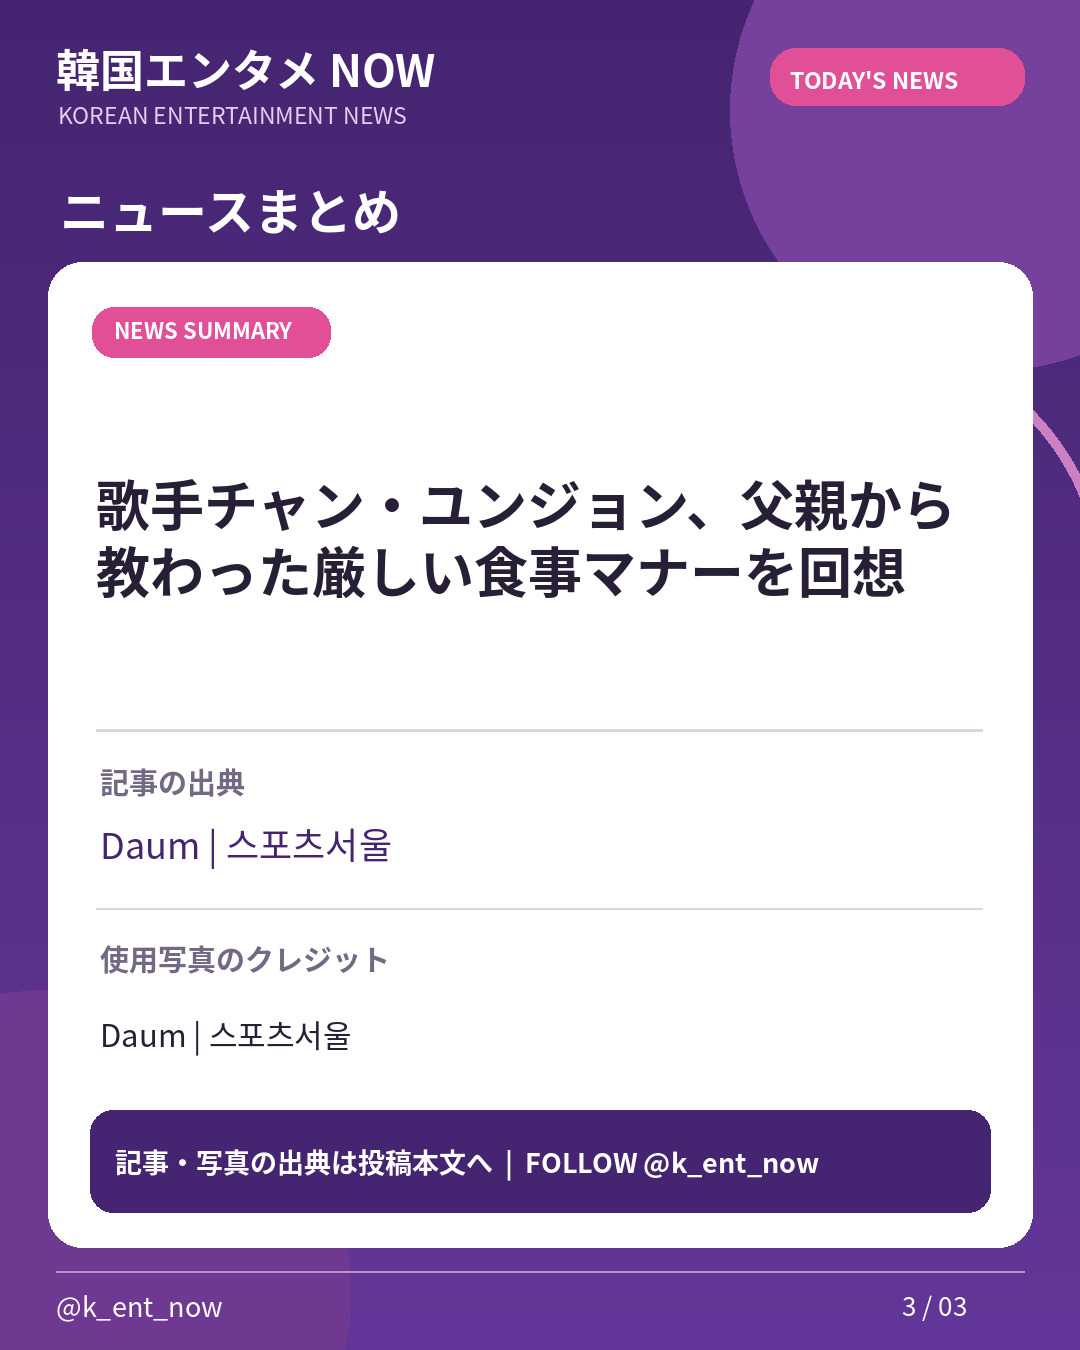 韓国エンタメ NOW
KOREAN ENTERTAINMENT NEWS
TODAY'S NEWS
ニュースまとめ
NEWS SUMMARY
歌手チャン・ユンジョン、父親から
教わった厳しい食事マナーを回想
記事の出典
Daum | 스포츠서울
使用写真のクレジット
Daum | 스포츠서울
記事・写真の出典は投稿本文へ | FOLLOW @k_ent_now
@k_ent_now
3 / 03